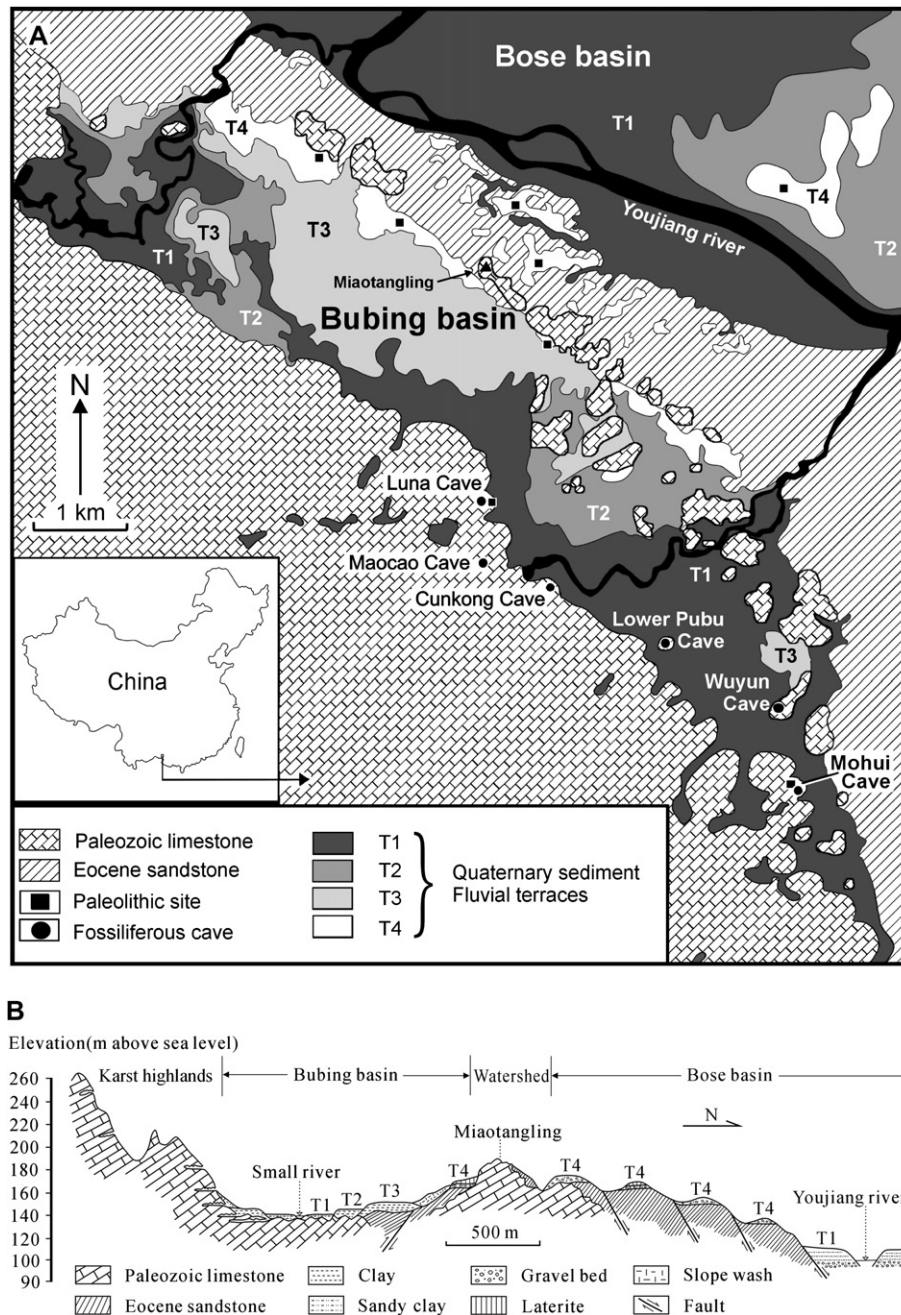 A
Bose basin
T1
T4
T4
T2
Youjiang river
T3
T3
T1
T2
Miaotangling
Bubing basin
N
1 km
Luna Cave
T2
Maocao Cave
Cunkong Cave
T1
Lower Pubu
Cave
T3
Wuyun
Cave
Mohui
Cave
China
Paleozoic limestone
Eocene sandstone
Paleolithic site
Fossiliferous cave
T1
T2
T3
T4
Quaternary sediment
Fluvial terraces
B
Elevation(m above sea level)
Karst highlands
Bubing basin
Watershed
Bose basin
260
240
220
200
180
160
140
120
100
90
N
Miaotangling
Small river
T1
T2
T3
T4
T4
T4
T4
T4
Youjiang river
T1
500 m
Paleozoic limestone
Clay
Gravel bed
Slope wash
Eocene sandstone
Sandy clay
Laterite
Fault